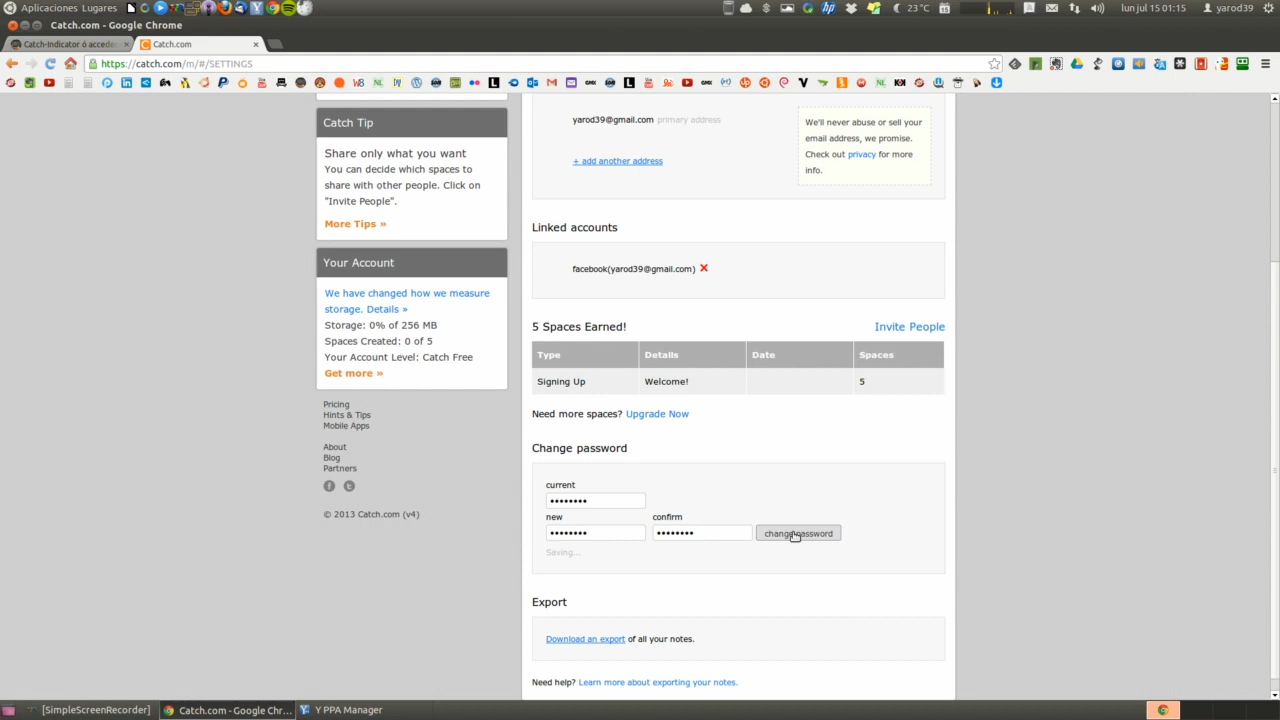 Aplicaciones Lugares
23 °C
lun jul 15 01:15
yarod39
Catch.com - Google Chrome
Catch-Indicator ó accede
Catch.com
https://catch.com/m/#/SETTINGS
Catch Tip
Share only what you want
You can decide which spaces to
share with other people. Click on
"Invite People".
More Tips »
Your Account
We have changed how we measure
storage. Details »
Storage: 0% of 256 MB
Spaces Created: 0 of 5
Your Account Level: Catch Free
Get more »
Pricing
Hints & Tips
Mobile Apps
About
Blog
Partners
© 2013 Catch.com (v4)
yarod39@gmail.com primary address
+ add another address
We'll never abuse or sell your
email address, we promise.
Check out privacy for more
info.
Linked accounts
facebook(yarod39@gmail.com)
5 Spaces Earned!
Invite People
Type Details Date Spaces
Signing Up Welcome! 5
Need more spaces? Upgrade Now
Change password
current
••••••••
new confirm
•••••••• •••••••• change password
Saving...
Export
Download an export of all your notes.
Need help? Learn more about exporting your notes.
[SimpleScreenRecorder]
Catch.com - Google Chr...
Y PPA Manager